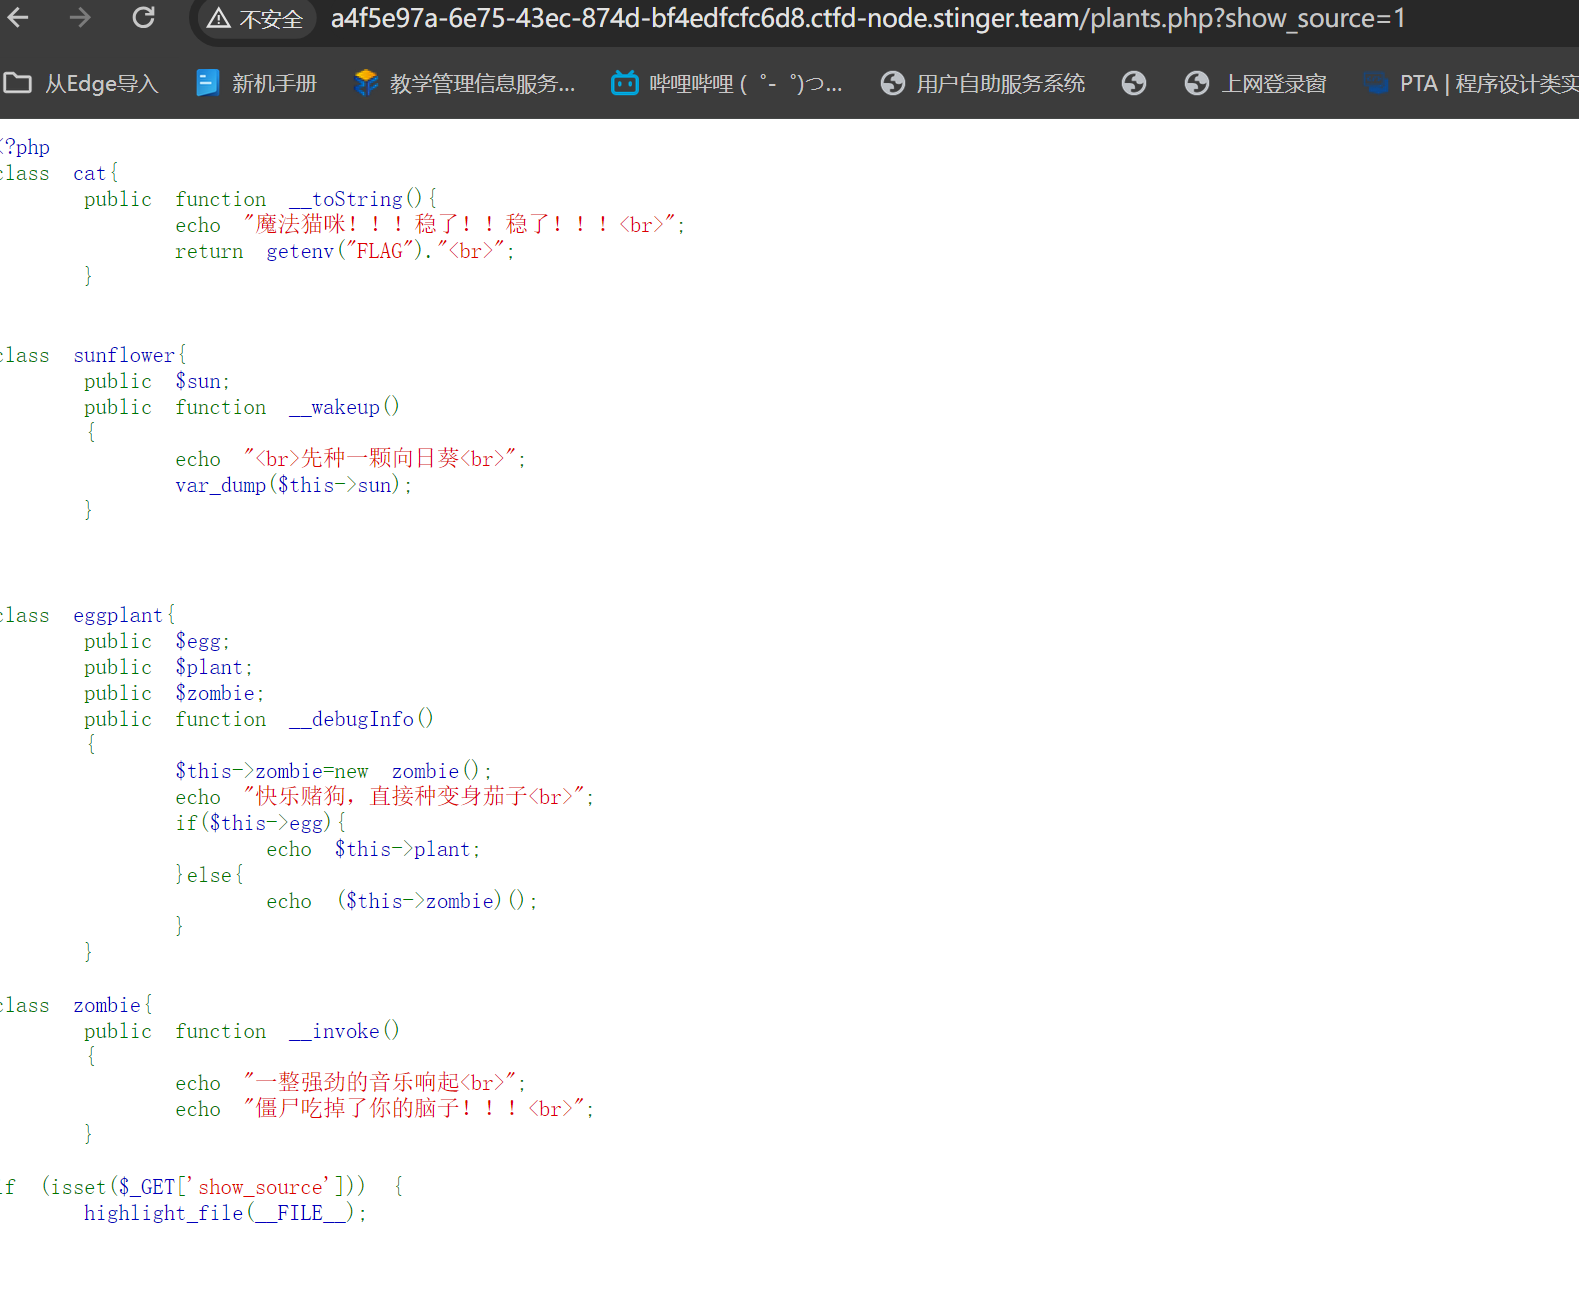 不安全 a4f5e97a-6e75-43ec-874d-bf4edfcfc6d8.ctfd-node.stinger.team/plants.php?show_source=1
从Edge导入 新机手册 教学管理信息服务... 哔哩哔哩 (゜-゜)つ... 用户自助服务系统 上网登录窗 PTA | 程序设计类实
<?php
class cat{
public function __toString(){
echo "魔法猫咪！！！稳了！！稳了！！！<br>";
return getenv("FLAG")."<br>";
}
class sunflower{
public $sun;
public function __wakeup()
{
echo "<br>先种一颗向日葵<br>";
var_dump($this->sun);
}
class eggplant{
public $egg;
public $plant;
public $zombie;
public function __debugInfo()
{
$this->zombie=new zombie();
echo "快乐赌狗，直接种变身茄子<br>";
if($this->egg){
echo $this->plant;
}else{
echo ($this->zombie)();
}
}
class zombie{
public function __invoke()
{
echo "一整强劲的音乐响起<br>";
echo "僵尸吃掉了你的脑子！！！<br>";
}
if (isset($_GET['show_source'])) {
highlight_file(__FILE__);